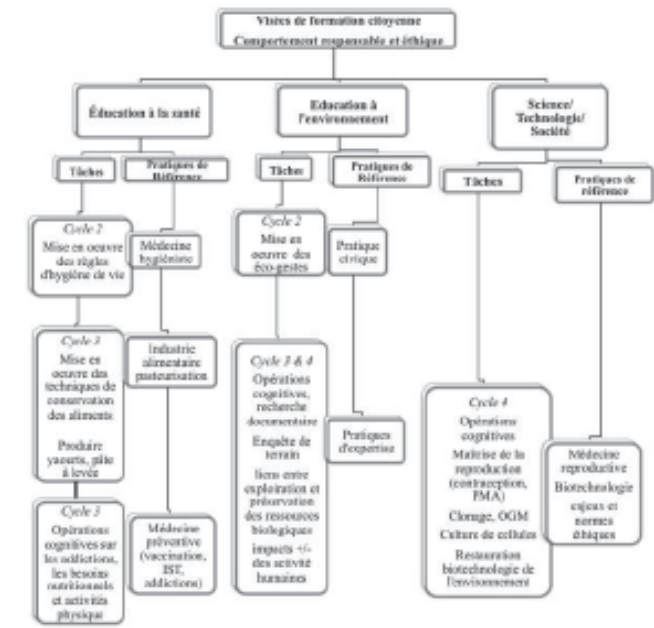 Visées de formation citoyenne
Comportement responsable et éthique
Éducation à la santé
Education à
l'environnement
Science/
Technologie/
Société
Tâches
Pratiques de
Référence
Tâches
Pratiques de
Référence
Tâches
Pratiques de
référence
Cycle 2
Mise en oeuvre
des règles
d'hygiène de vie
Médecine
hygiéniste
Cycle 2
Mise en
oeuvre des
éco-gestes
Pratique
civique
Cycle 3
Mise en
oeuvre des
techniques de
conservation
des aliments
Produire
yaourts, pâte
à levée
Industrie
alimentaire
pasteurisation
Cycle 3 & 4
Opérations
cognitives,
recherche
documentaire
Enquête de
terrain
liens entre
exploitation et
préservation
des ressources
biologiques
impacts +/-
des activité
humaines
Pratiques
d'expertise
Cycle 4
Opérations
cognitives
Maîtrise de la
reproduction
(contraception,
PMA)
Clonage, OGM
Culture de cellules
Restauration
biotechnologie de
l'environnement
Médecine
reproductive
Biotechnologie
enjeux et
normes
éthiques
Cycle 3
Opérations
cognitives sur
les addictions,
les besoins
nutritionnels
et activités
physique
Médecine
préventive
(vaccination,
IST,
addictions)